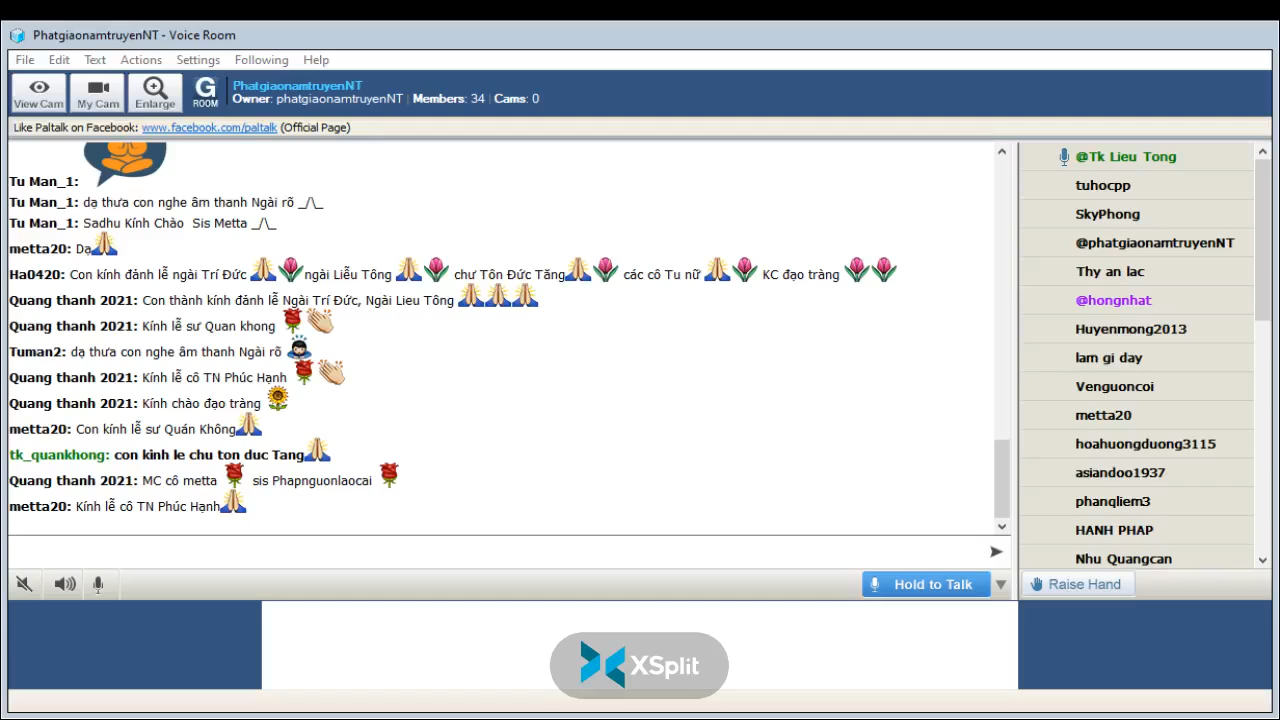 PhatgiaonamtruyenNT - Voice Room
File Edit Text Actions Settings Following Help
View Cam My Cam Enlarge G ROOM
PhatgiaonamtruyenNT
Owner: phatgiaonamtruyenNT | Members: 34 | Cams: 0
Like Paltalk on Facebook: www.facebook.com/paltalk (Official Page)
Tu Man_1:
Tu Man_1: dạ thưa con nghe âm thanh Ngài rõ _/\_
Tu Man_1: Sadhu Kính Chào Sis Metta _/\_
metta20: Dạ
Ha0420: Con kính đảnh lễ ngài Trí Đức ngài Liễu Tông chư Tôn Đức Tăng các cô Tu nữ KC đạo tràng
Quang thanh 2021: Con thành kính đảnh lễ Ngài Trí Đức, Ngài Lieu Tông
Quang thanh 2021: Kính lễ sư Quan khong
Tuman2: dạ thưa con nghe âm thanh Ngài rõ
Quang thanh 2021: Kính lễ cô TN Phúc Hạnh
Quang thanh 2021: Kính chào đạo tràng
metta20: Con kính lễ sư Quán Không
tk_quankhong: con kinh le chu ton duc Tang
Quang thanh 2021: MC cô metta sis Phapnguonlaocai
metta20: Kính lễ cô TN Phúc Hạnh
@Tk Lieu Tong
tuhocpp
SkyPhong
@phatgiaonamtruyenNT
Thy an lac
@hongnhat
Huyenmong2013
lam gi day
Venguoncoi
metta20
hoahuongduong3115
asiandoo1937
phanqliem3
HANH PHAP
Nhu Quangcan
Hold to Talk
Raise Hand
XSplit